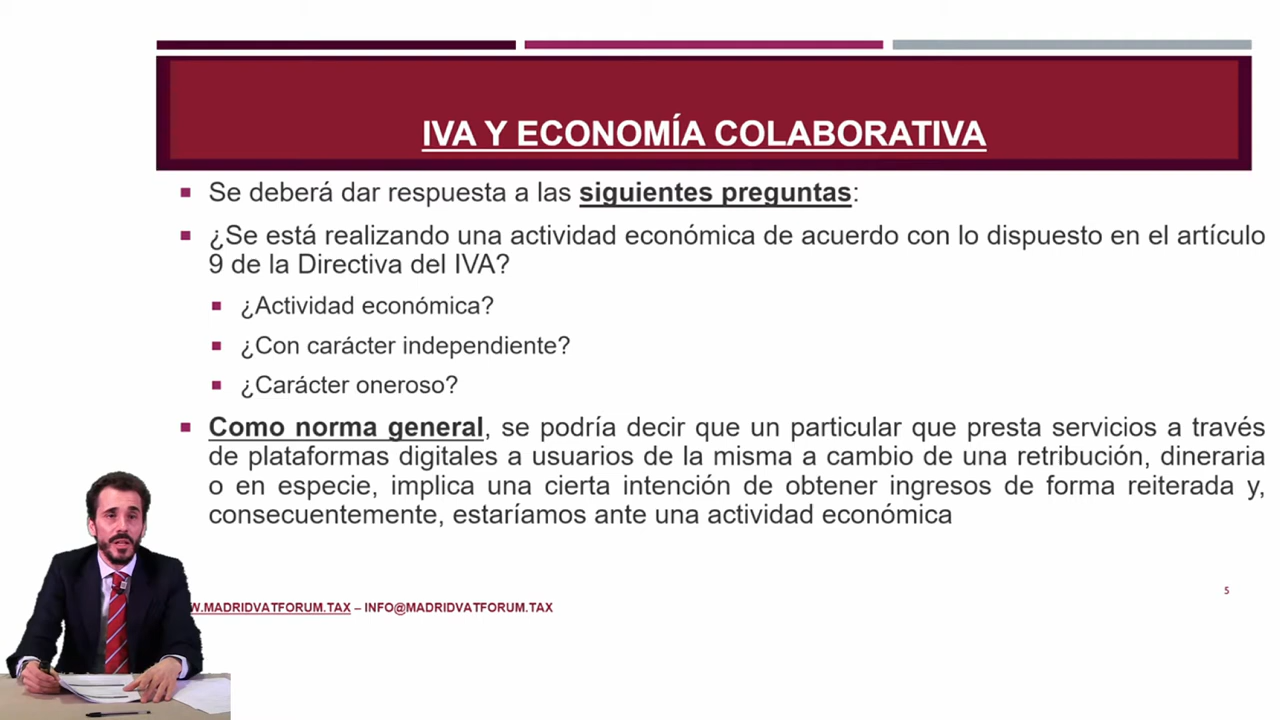 IVA Y ECONOMÍA COLABORATIVA
Se deberá dar respuesta a las siguientes preguntas:
¿Se está realizando una actividad económica de acuerdo con lo dispuesto en el artículo
9 de la Directiva del IVA?
¿Actividad económica?
¿Con carácter independiente?
¿Carácter oneroso?
Como norma general, se podría decir que un particular que presta servicios a través
de plataformas digitales a usuarios de la misma a cambio de una retribución, dineraria
o en especie, implica una cierta intención de obtener ingresos de forma reiterada y,
consecuentemente, estaríamos ante una actividad económica
5
W.MADRIDVATFORUM.TAX – INFO@MADRIDVATFORUM.TAX